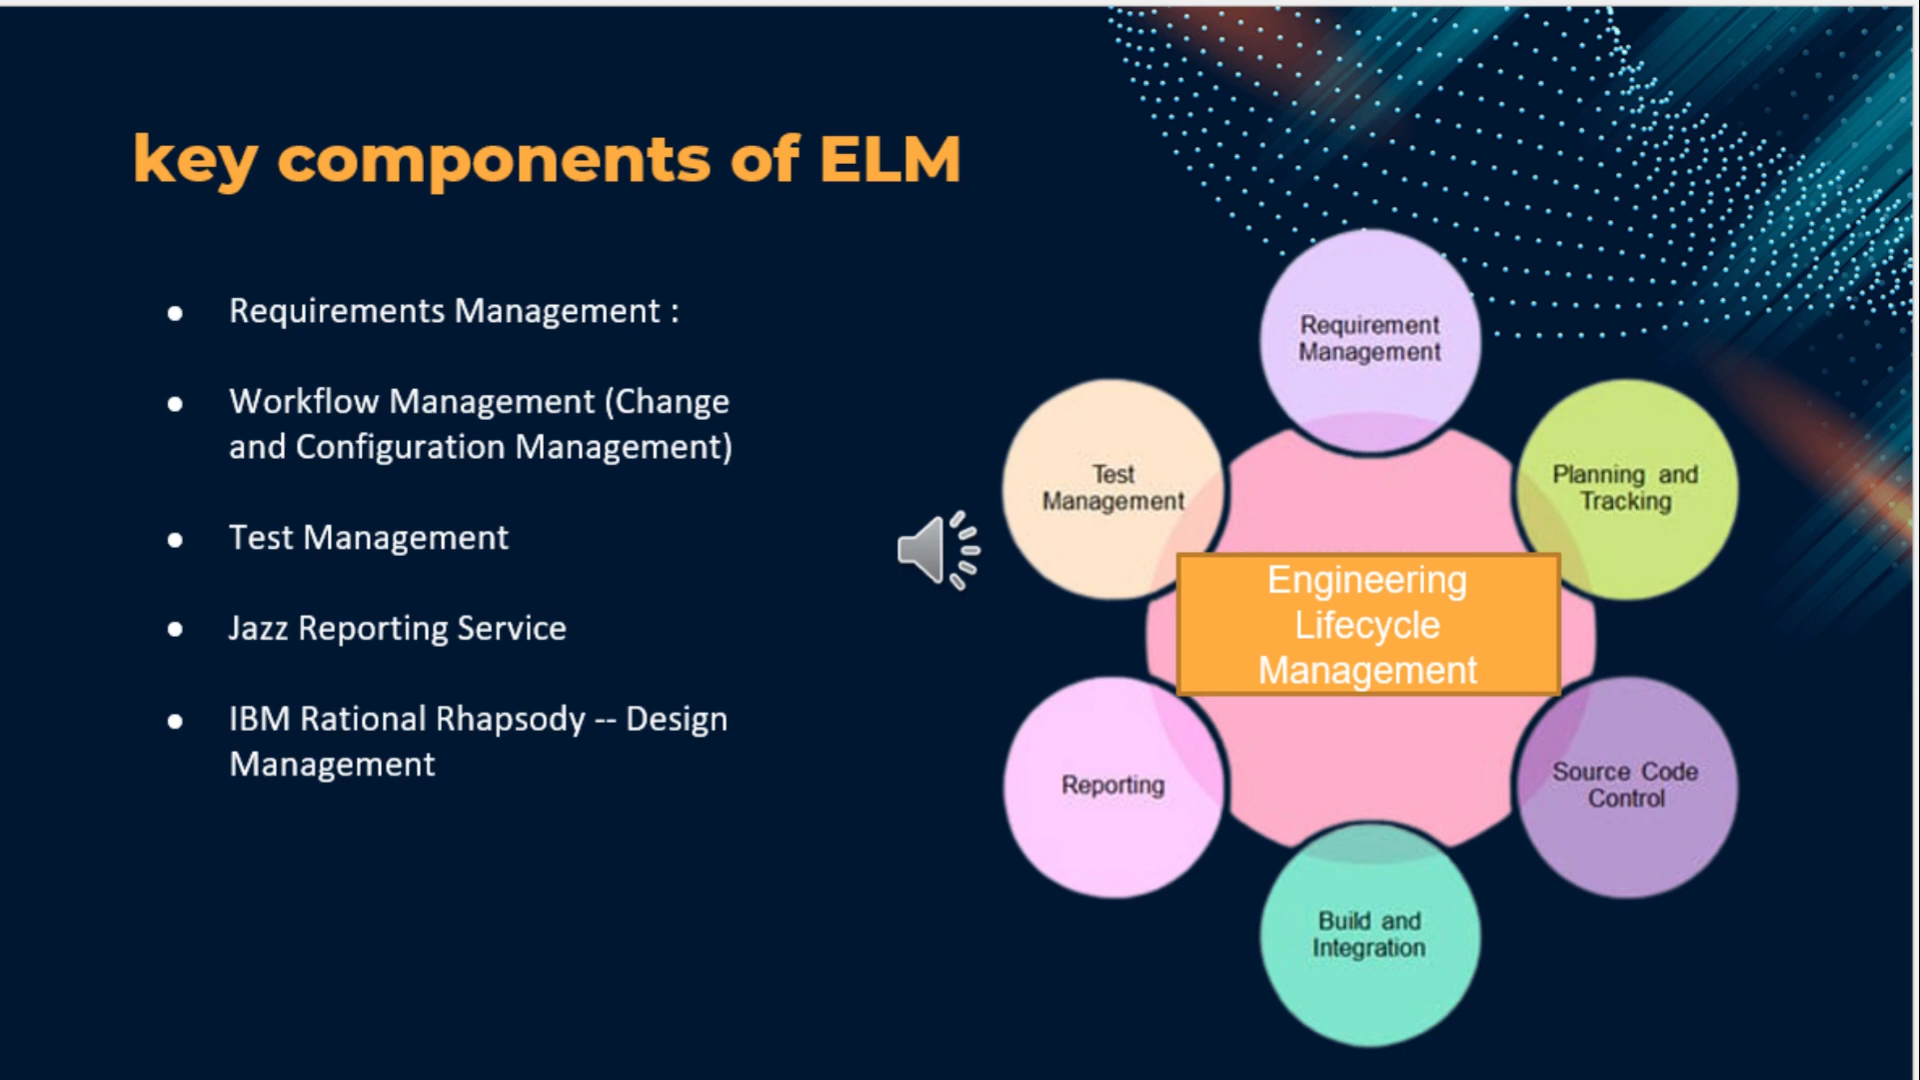 key components of ELM
Requirements Management :
Workflow Management (Change
and Configuration Management)
Test Management
Jazz Reporting Service
IBM Rational Rhapsody -- Design
Management
Requirement
Management
Test
Management
Planning and
Tracking
Engineering
Lifecycle
Management
Reporting
Source Code
Control
Build and
Integration